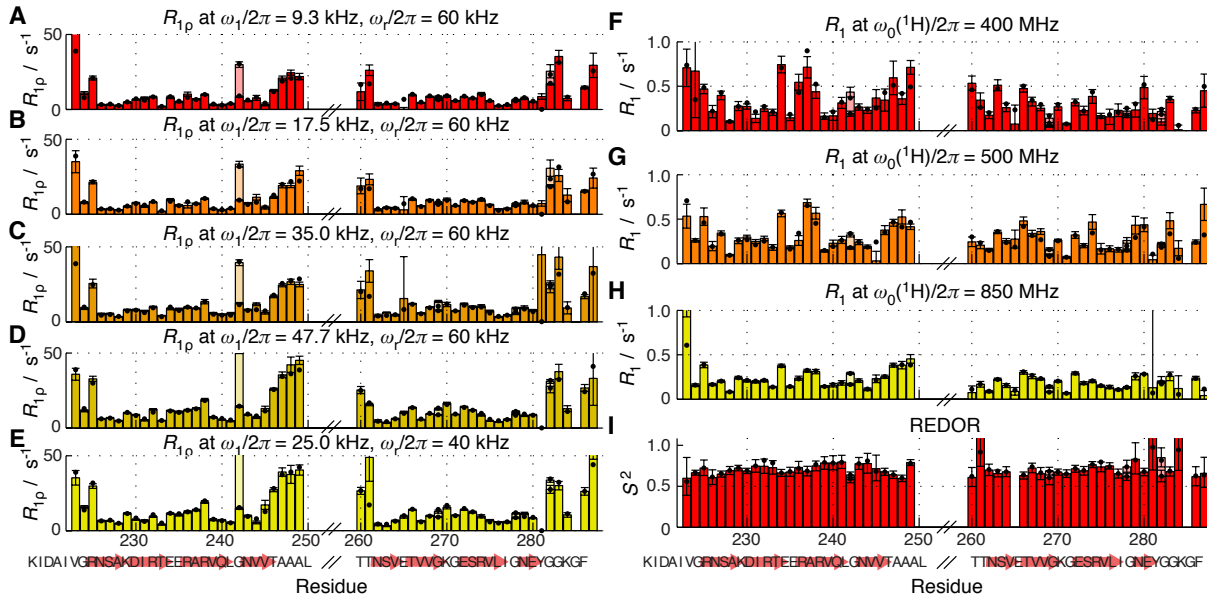 A
R1ρ at ω1/2π = 9.3 kHz, ωr/2π = 60 kHz
R1ρ / s-1
50
0
B
R1ρ at ω1/2π = 17.5 kHz, ωr/2π = 60 kHz
R1ρ / s-1
50
0
C
R1ρ at ω1/2π = 35.0 kHz, ωr/2π = 60 kHz
R1ρ / s-1
50
0
D
R1ρ at ω1/2π = 47.7 kHz, ωr/2π = 60 kHz
R1ρ / s-1
50
0
E
R1ρ at ω1/2π = 25.0 kHz, ωr/2π = 40 kHz
R1ρ / s-1
50
0
230 240 250 // 260 270 280
KIDAIVGRNSAKDIRTEERARVQLGNVVTAAAL // TTNSVETVVGKGESRVLIGNEYGGKGF
Residue
F
R1 at ω0(1H)/2π = 400 MHz
R1 / s-1
1.0
0.5
0
//
G
R1 at ω0(1H)/2π = 500 MHz
R1 / s-1
1.0
0.5
0
//
H
R1 at ω0(1H)/2π = 850 MHz
R1 / s-1
1.0
0.5
0
//
I
REDOR
S2
1.0
0.5
0
230 240 250 // 260 270 280
KIDAIVGRNSAKDIRTEERARVQLGNVVTAAAL // TTNSVETVVGKGESRVLIGNEYGGKGF
Residue